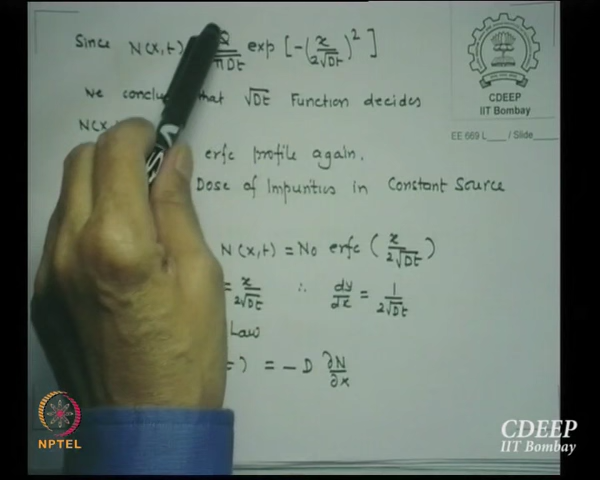 Since N(x,t) Q/√πDt exp [-(x/2√Dt)²]
We that √Dt Function decides
erfc profile again.
Dose of Impurities in Constant Source
N(x,t) = No erfc (x/2√Dt)
= x/2√Dt ∴ dy/dx = 1/2√Dt
Law
) = - D ∂N/∂x
CDEEP
IIT Bombay
EE 669 L___ / Slide___
NPTEL
CDEEP
IIT Bombay